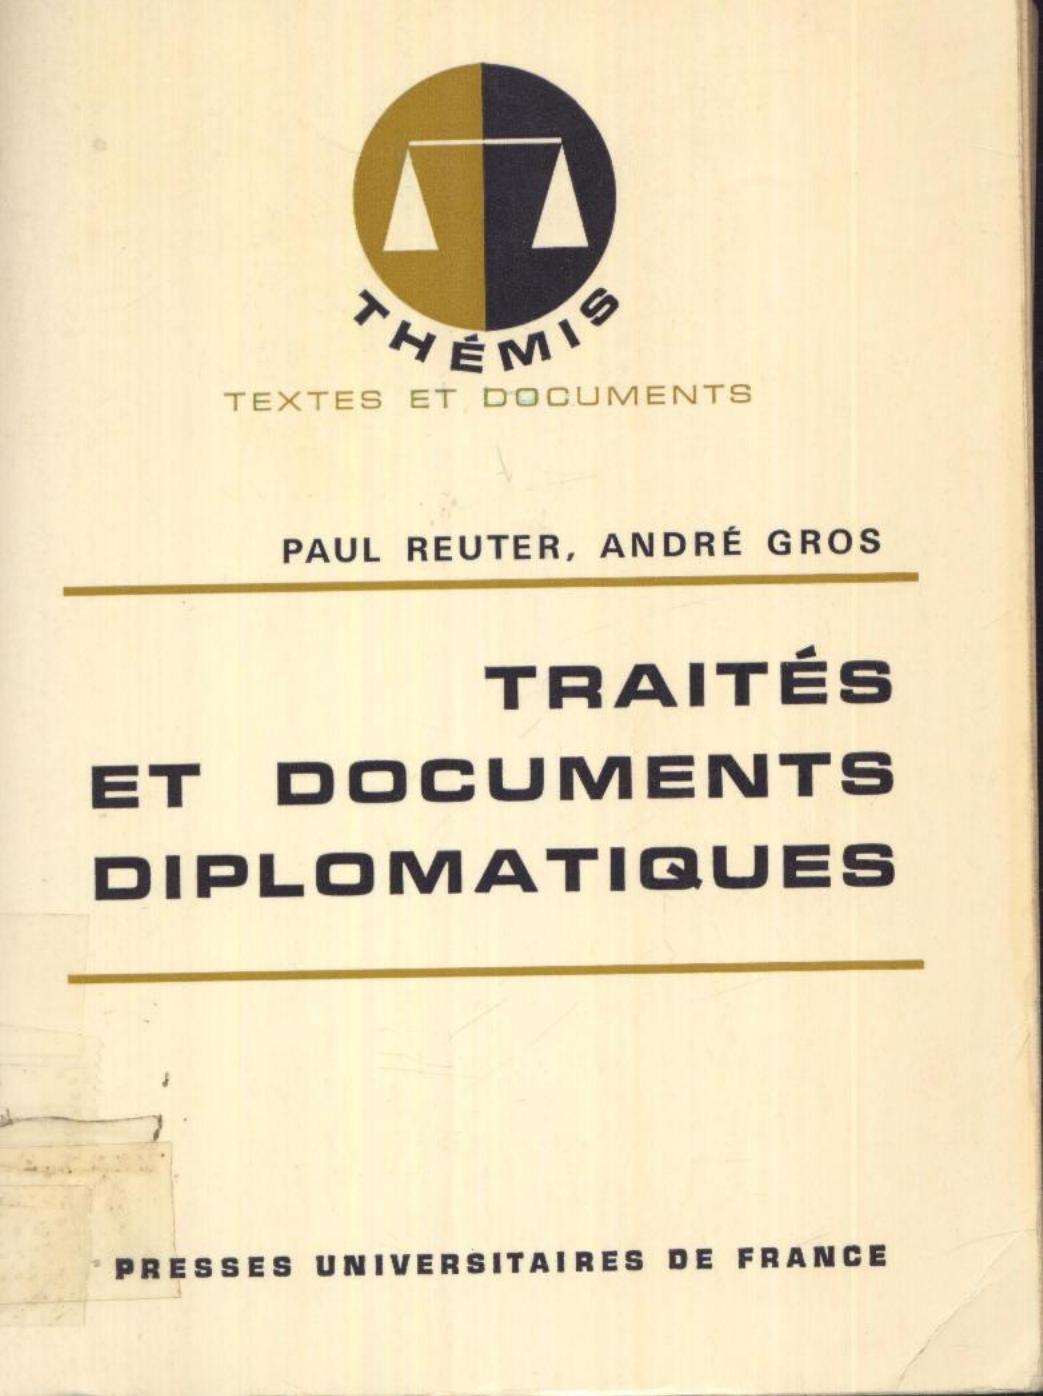 THÉMIS
TEXTES ET DOCUMENTS
PAUL REUTER, ANDRÉ GROS
TRAITÉS
ET DOCUMENTS
DIPLOMATIQUES
PRESSES UNIVERSITAIRES DE FRANCE